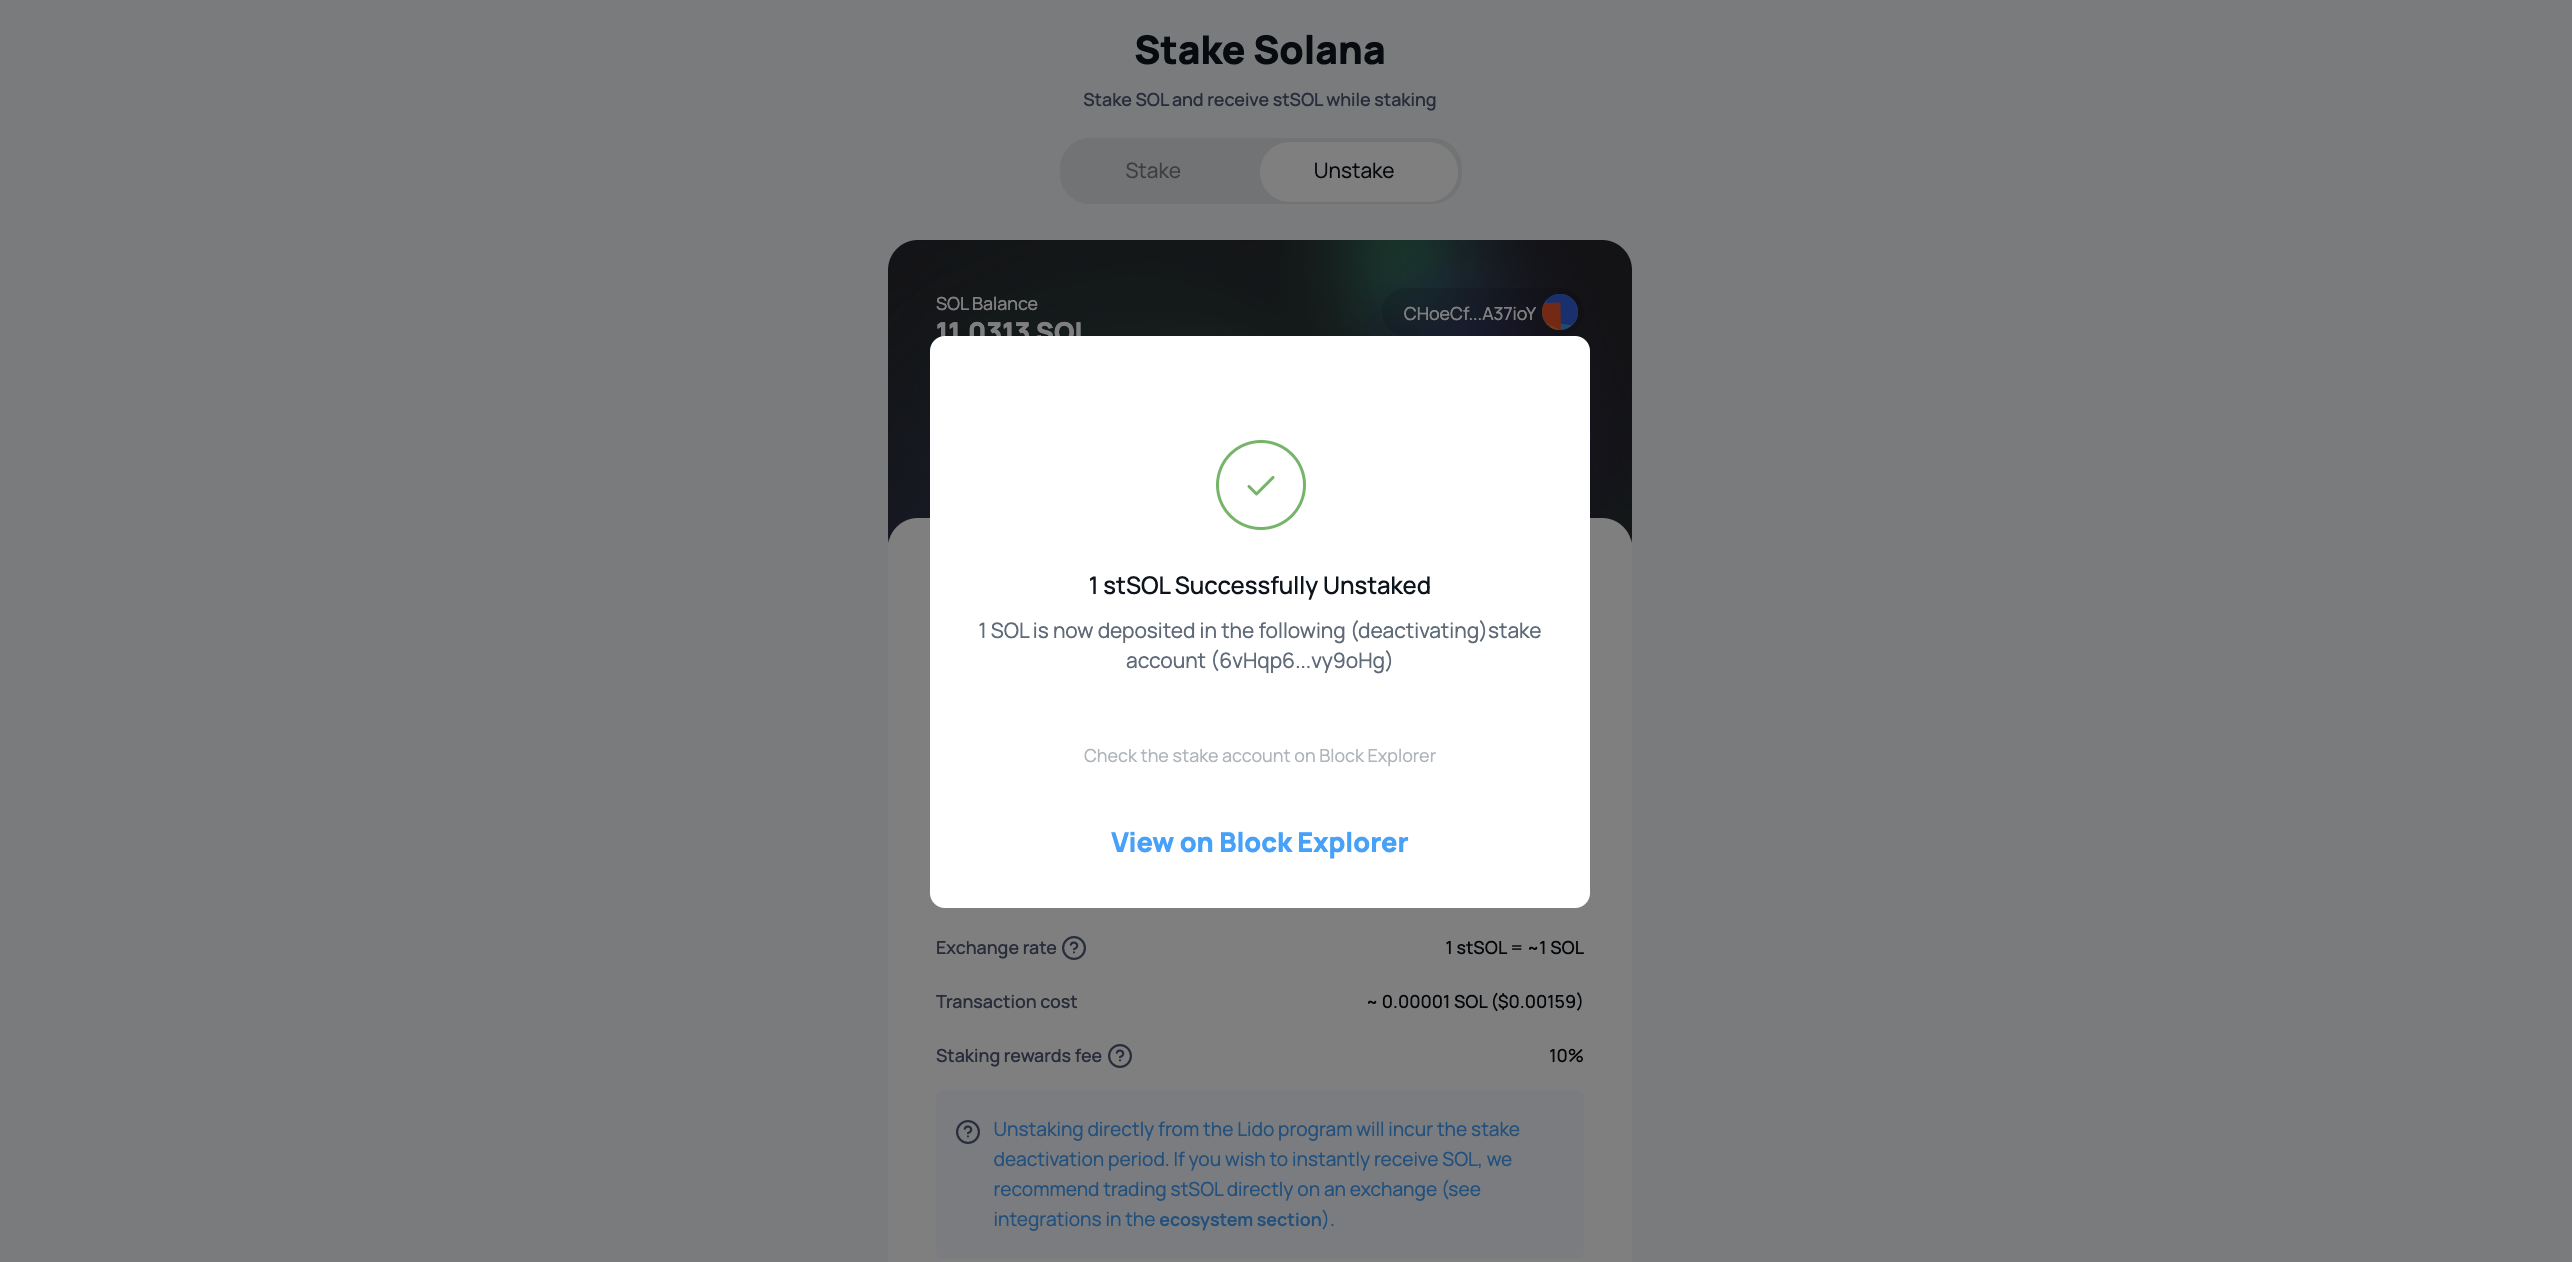 Stake Solana
Stake SOL and receive stSOL while staking
Stake
Unstake
SOL Balance
CHoeCf...A37ioY
11.0313 SOL
1 stSOL Successfully Unstaked
1 SOL is now deposited in the following (deactivating)stake
account (6vHqp6...vy9oHg)
Check the stake account on Block Explorer
View on Block Explorer
Exchange rate ?
1 stSOL = ~1 SOL
Transaction cost
~ 0.00001 SOL ($0.00159)
Staking rewards fee ?
10%
? Unstaking directly from the Lido program will incur the stake
deactivation period. If you wish to instantly receive SOL, we
recommend trading stSOL directly on an exchange (see
integrations in the ecosystem section).